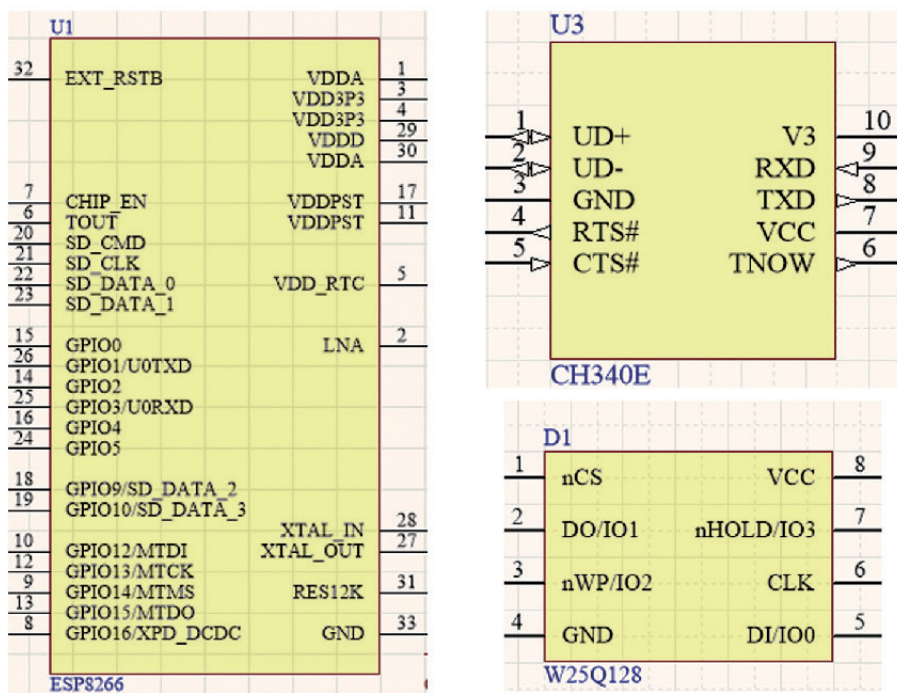 U1
32 EXT_RSTB VDDA 1
VDD3P3 3
VDD3P3 4
VDDD 29
VDDA 30
7 CHIP_EN VDDPST 17
6 TOUT VDDPST 11
20 SD_CMD
21 SD_CLK
22 SD_DATA_0 VDD_RTC 5
23 SD_DATA_1
15 GPIO0 LNA 2
26 GPIO1/U0TXD
14 GPIO2
25 GPIO3/U0RXD
16 GPIO4
24 GPIO5
18 GPIO9/SD_DATA_2
19 GPIO10/SD_DATA_3
XTAL_IN 28
10 GPIO12/MTDI XTAL_OUT 27
12 GPIO13/MTCK
9 GPIO14/MTMS RES12K 31
13 GPIO15/MTDO
8 GPIO16/XPD_DCDC GND 33
ESP8266
U3
1 UD+ V3 10
2 UD- RXD 9
3 GND TXD 8
4 RTS# VCC 7
5 CTS# TNOW 6
CH340E
D1
1 nCS VCC 8
2 DO/IO1 nHOLD/IO3 7
3 nWP/IO2 CLK 6
4 GND DI/IO0 5
W25Q128